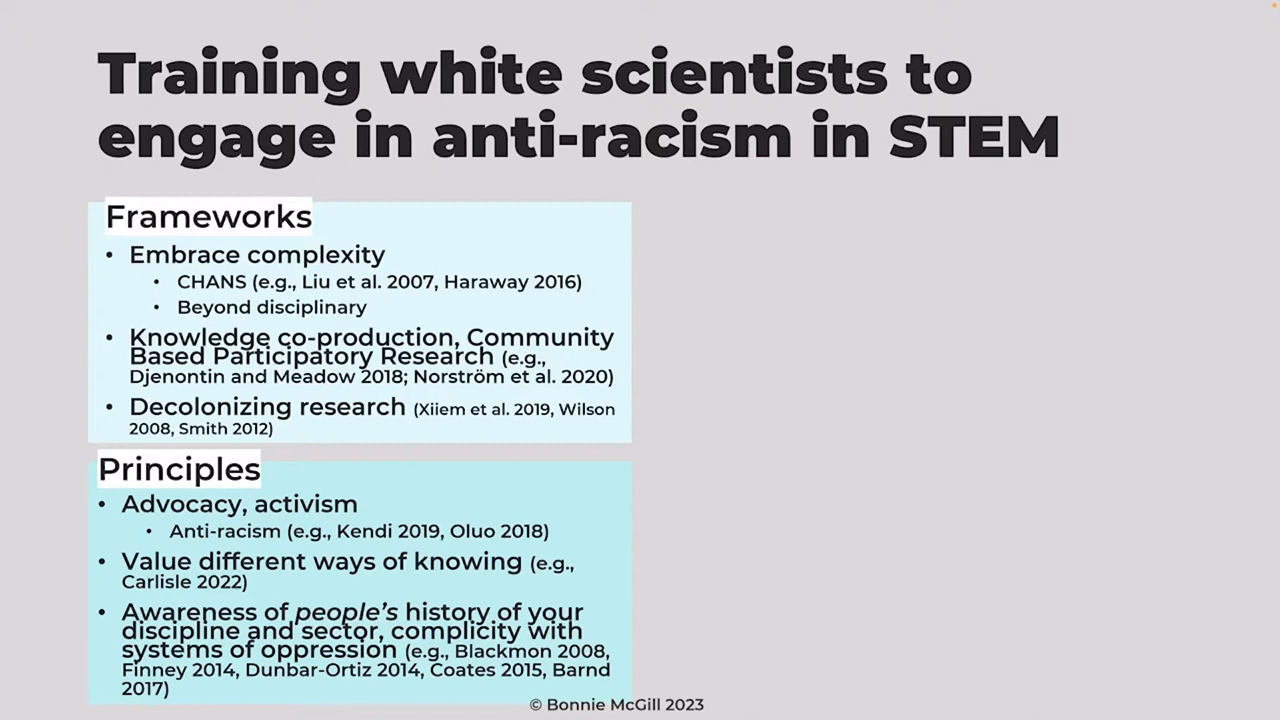 Training white scientists to
engage in anti-racism in STEM
Frameworks
• Embrace complexity
• CHANS (e.g., Liu et al. 2007, Haraway 2016)
• Beyond disciplinary
• Knowledge co-production, Community
Based Participatory Research (e.g.,
Djenontin and Meadow 2018; Norström et al. 2020)
• Decolonizing research (Xiiem et al. 2019, Wilson
2008, Smith 2012)
Principles
• Advocacy, activism
• Anti-racism (e.g., Kendi 2019, Oluo 2018)
• Value different ways of knowing (e.g.,
Carlisle 2022)
• Awareness of people's history of your
discipline and sector, complicity with
systems of oppression (e.g., Blackmon 2008,
Finney 2014, Dunbar-Ortiz 2014, Coates 2015, Barnd
2017)
© Bonnie McGill 2023